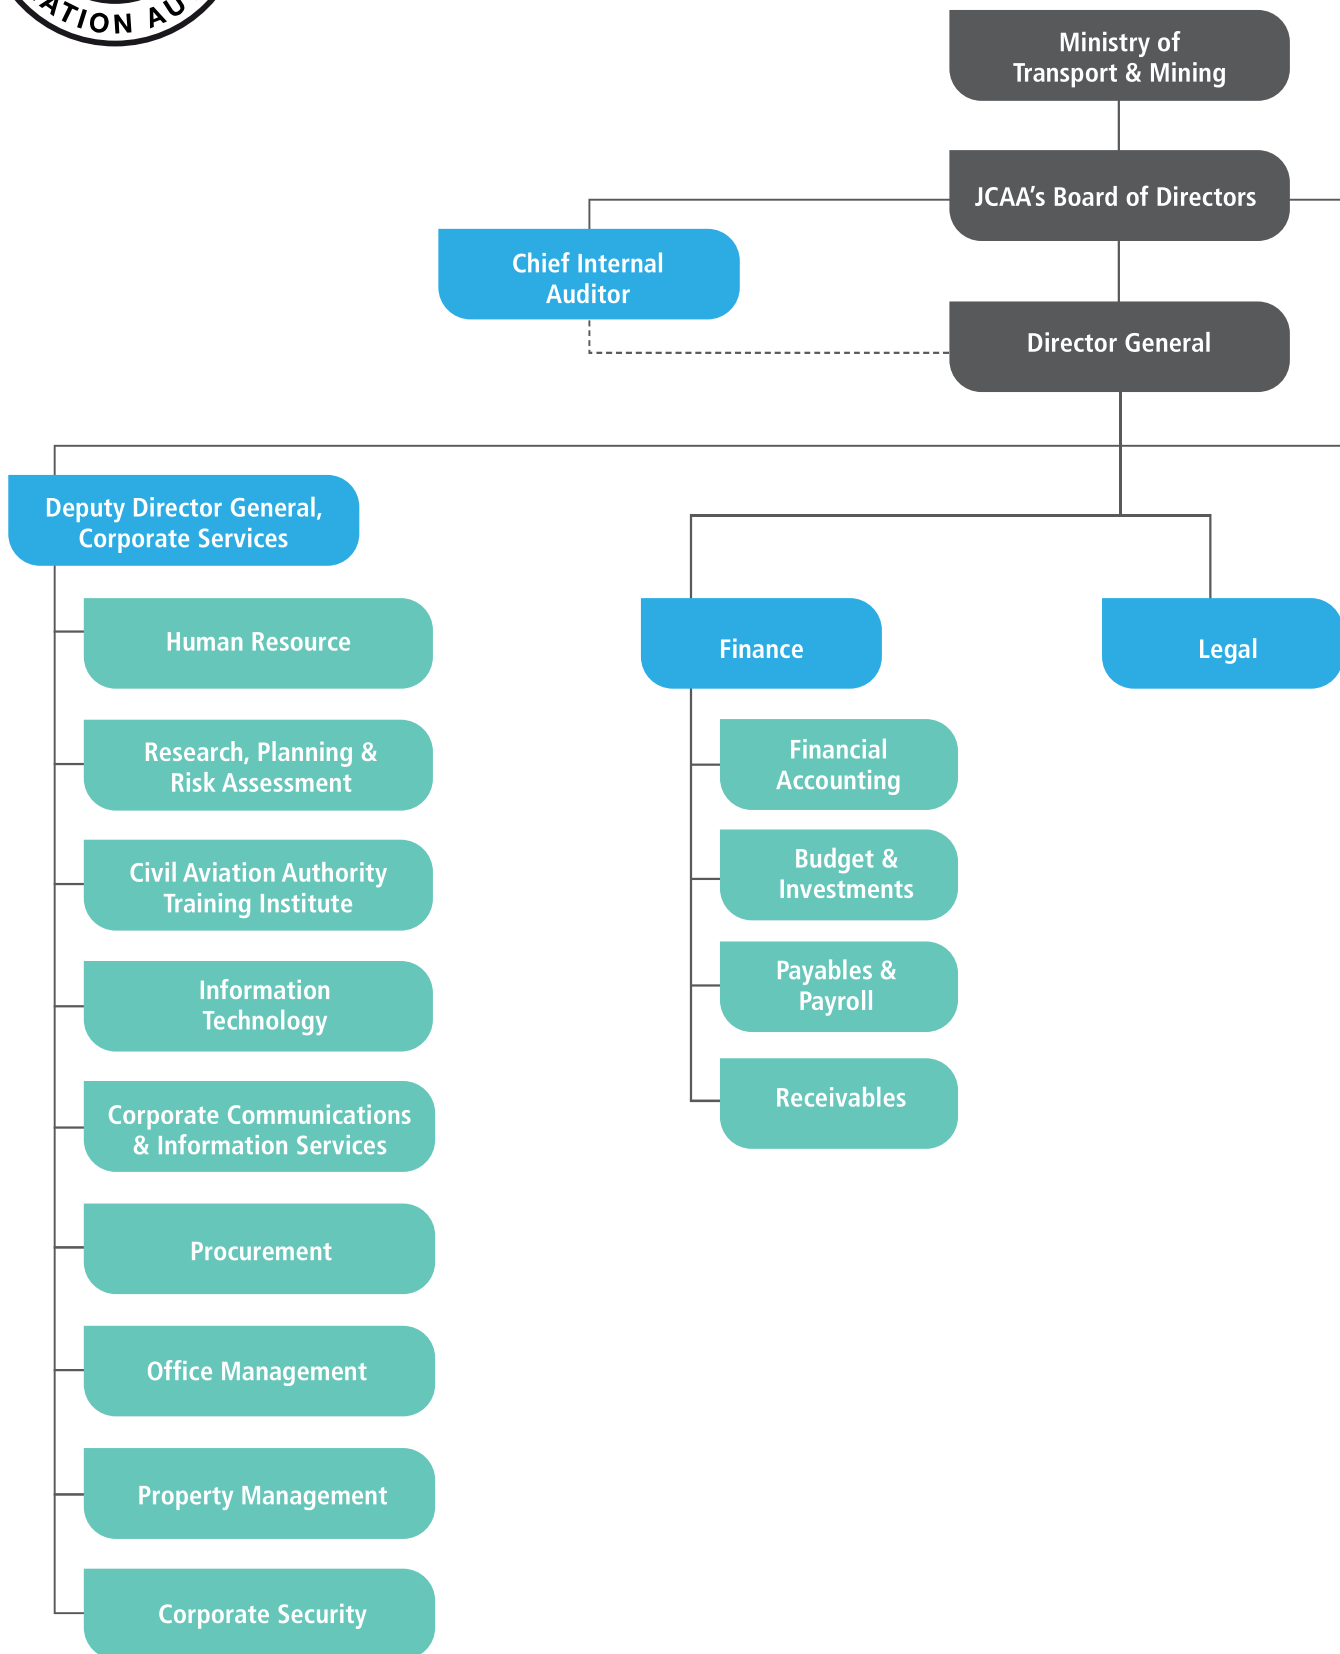 Ministry of
Transport & Mining
JCAA's Board of Directors
Chief Internal
Auditor
Director General
Deputy Director General,
Corporate Services
Human Resource
Research, Planning &
Risk Assessment
Civil Aviation Authority
Training Institute
Information
Technology
Corporate Communications
& Information Services
Procurement
Office Management
Property Management
Corporate Security
Finance
Financial
Accounting
Budget &
Investments
Payables &
Payroll
Receivables
Legal